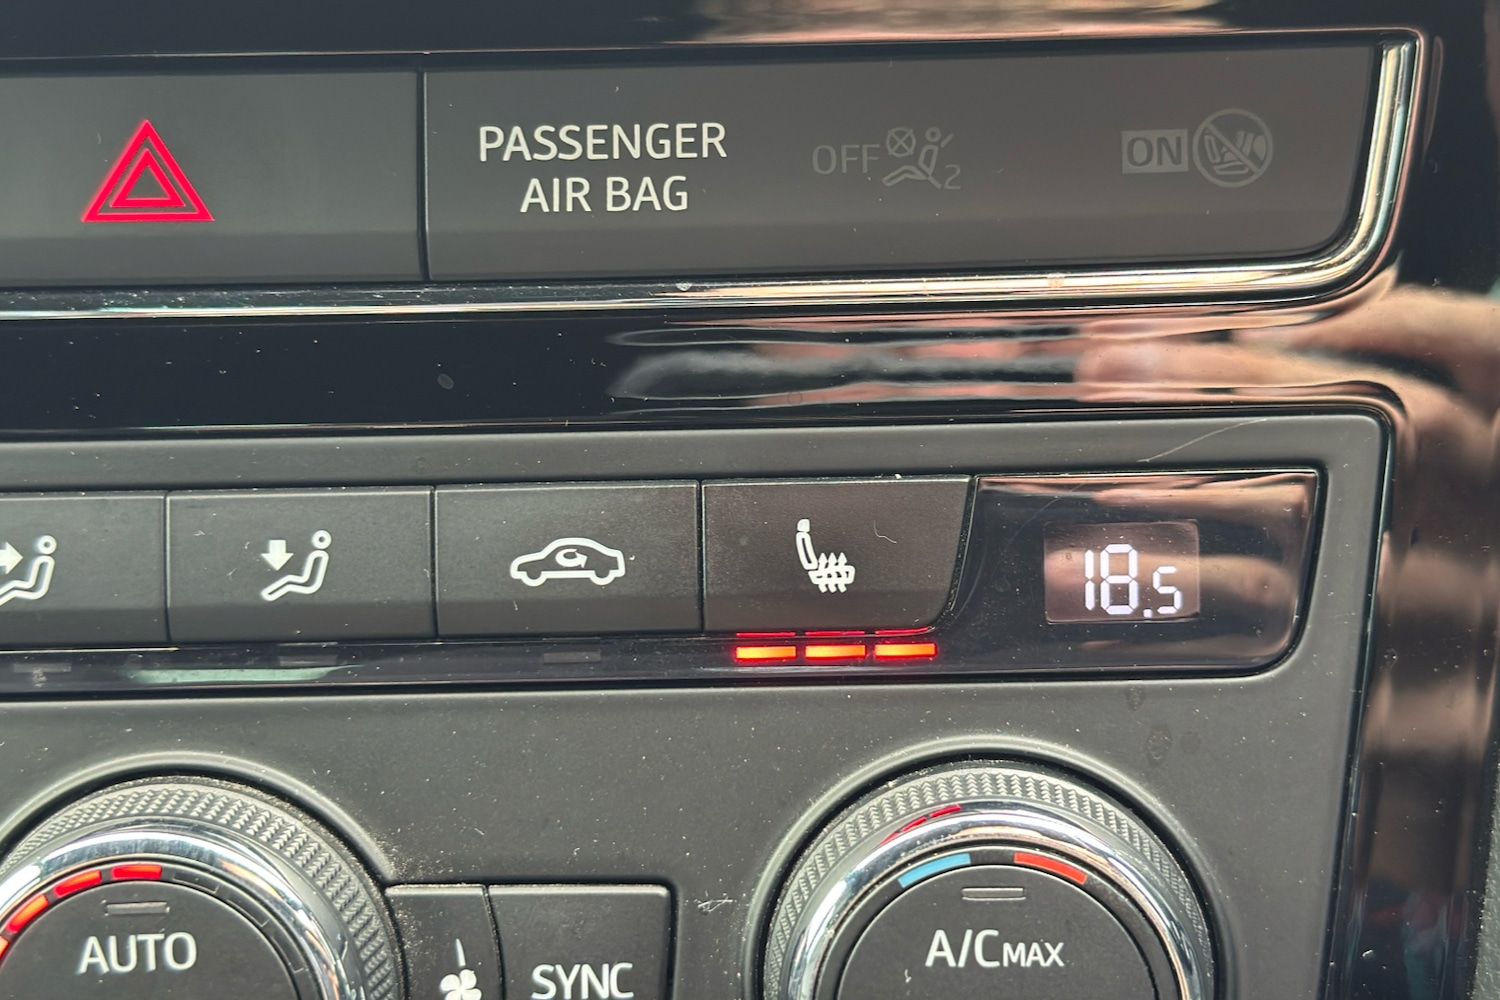 PASSENGER
AIR BAG
OFF
2
ON
18.5
AUTO
SYNC
A/C MAX